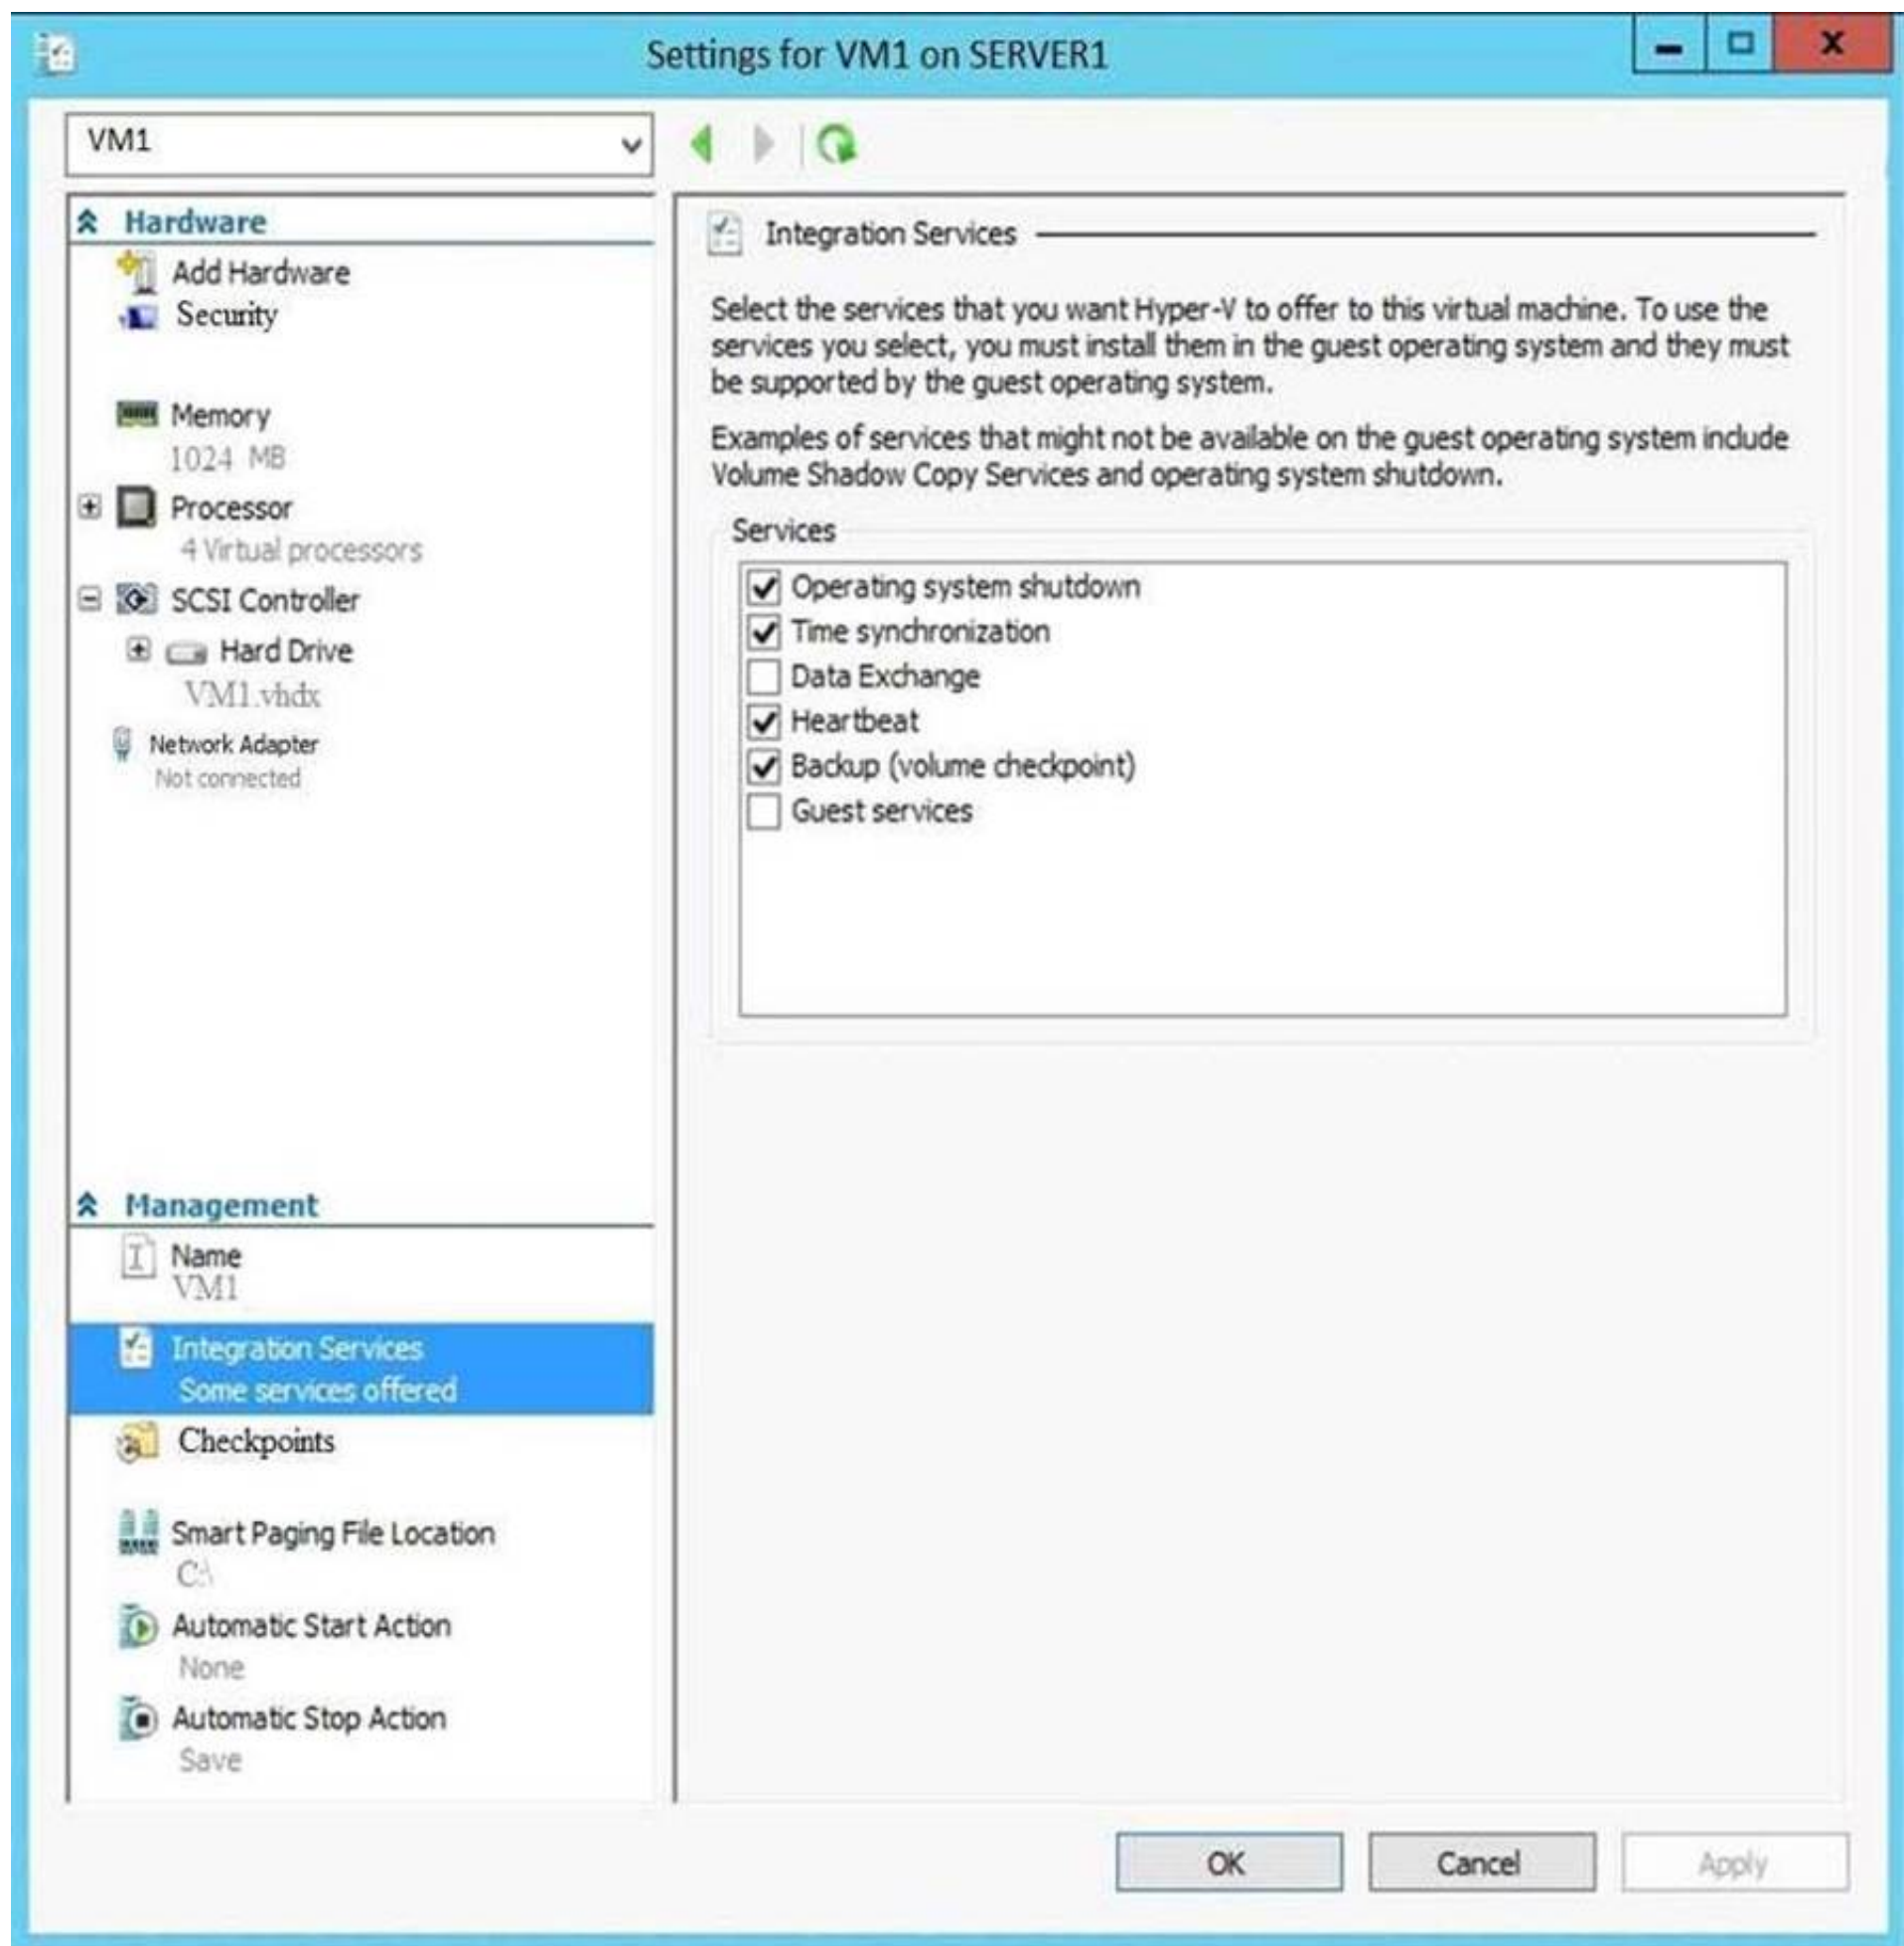 Settings for VM1 on SERVER1
VM1
Hardware
Add Hardware
Security
Memory
1024 MB
Processor
4 Virtual processors
SCSI Controller
Hard Drive
VM1.vhdx
Network Adapter
Not connected
Management
Name
VM1
Integration Services
Some services offered
Checkpoints
Smart Paging File Location
C:\
Automatic Start Action
None
Automatic Stop Action
Save
Integration Services
Select the services that you want Hyper-V to offer to this virtual machine. To use the
services you select, you must install them in the guest operating system and they must
be supported by the guest operating system.
Examples of services that might not be available on the guest operating system include
Volume Shadow Copy Services and operating system shutdown.
Services
Operating system shutdown
Time synchronization
Data Exchange
Heartbeat
Backup (volume checkpoint)
Guest services
OK
Cancel
Apply